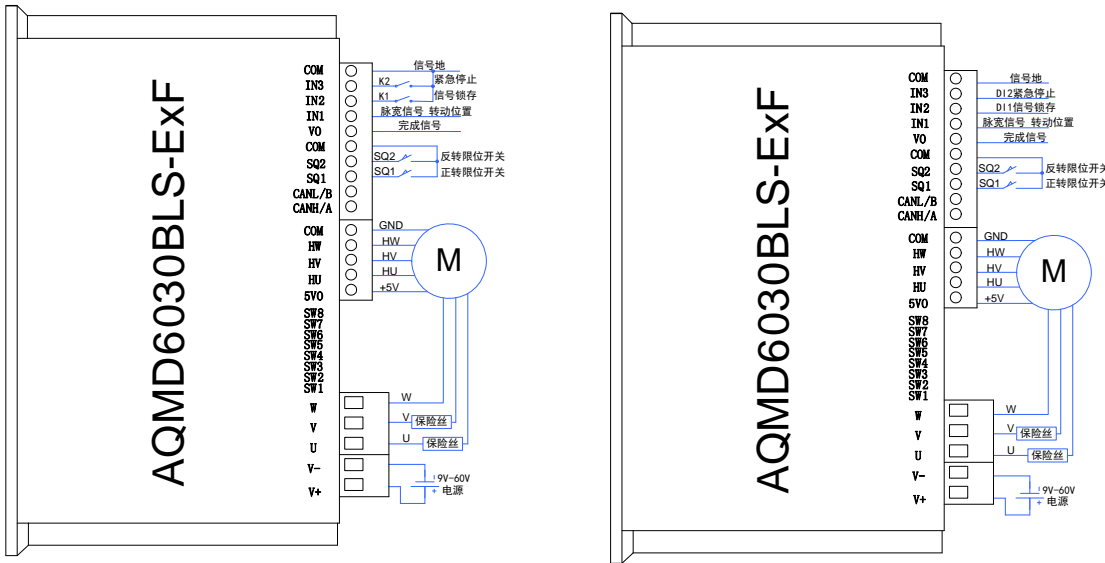 AQMD6030BLS-ExF
COM 信号地
IN3 K2 紧急停止
IN2 K1 信号锁存
IN1 脉宽信号 转动位置
VO 完成信号
COM
SQ2 SQ2 反转限位开关
SQ1 SQ1 正转限位开关
CANL/B
CANH/A
COM GND
HW HW
HV HV
HU HU
5VO +5V
M
SW8
SW7
SW6
SW5
SW4
SW3
SW2
SW1
W W
V V 保险丝
U U 保险丝
V- 9V-60V
V+ + 电源
AQMD6030BLS-ExF
COM 信号地
IN3 DI2紧急停止
IN2 DI1信号锁存
IN1 脉宽信号 转动位置
VO 完成信号
COM
SQ2 SQ2 反转限位开关
SQ1 SQ1 正转限位开关
CANL/B
CANH/A
COM GND
HW HW
HV HV
HU HU
5VO +5V
M
SW8
SW7
SW6
SW5
SW4
SW3
SW2
SW1
W W
V V 保险丝
U U 保险丝
V- 9V-60V
V+ + 电源